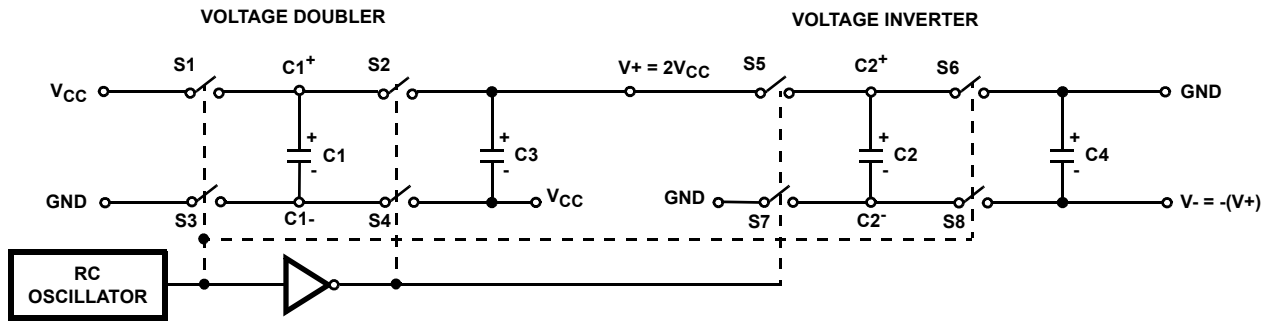 VOLTAGE DOUBLER
VOLTAGE INVERTER
S1 C1+ S2 V+ = 2VCC S5 C2+ S6
VCC GND
+ C1 - + C3 - + C2 - + C4 -
GND VCC GND V- = -(V+)
S3 C1- S4 S7 C2- S8
RC
OSCILLATOR